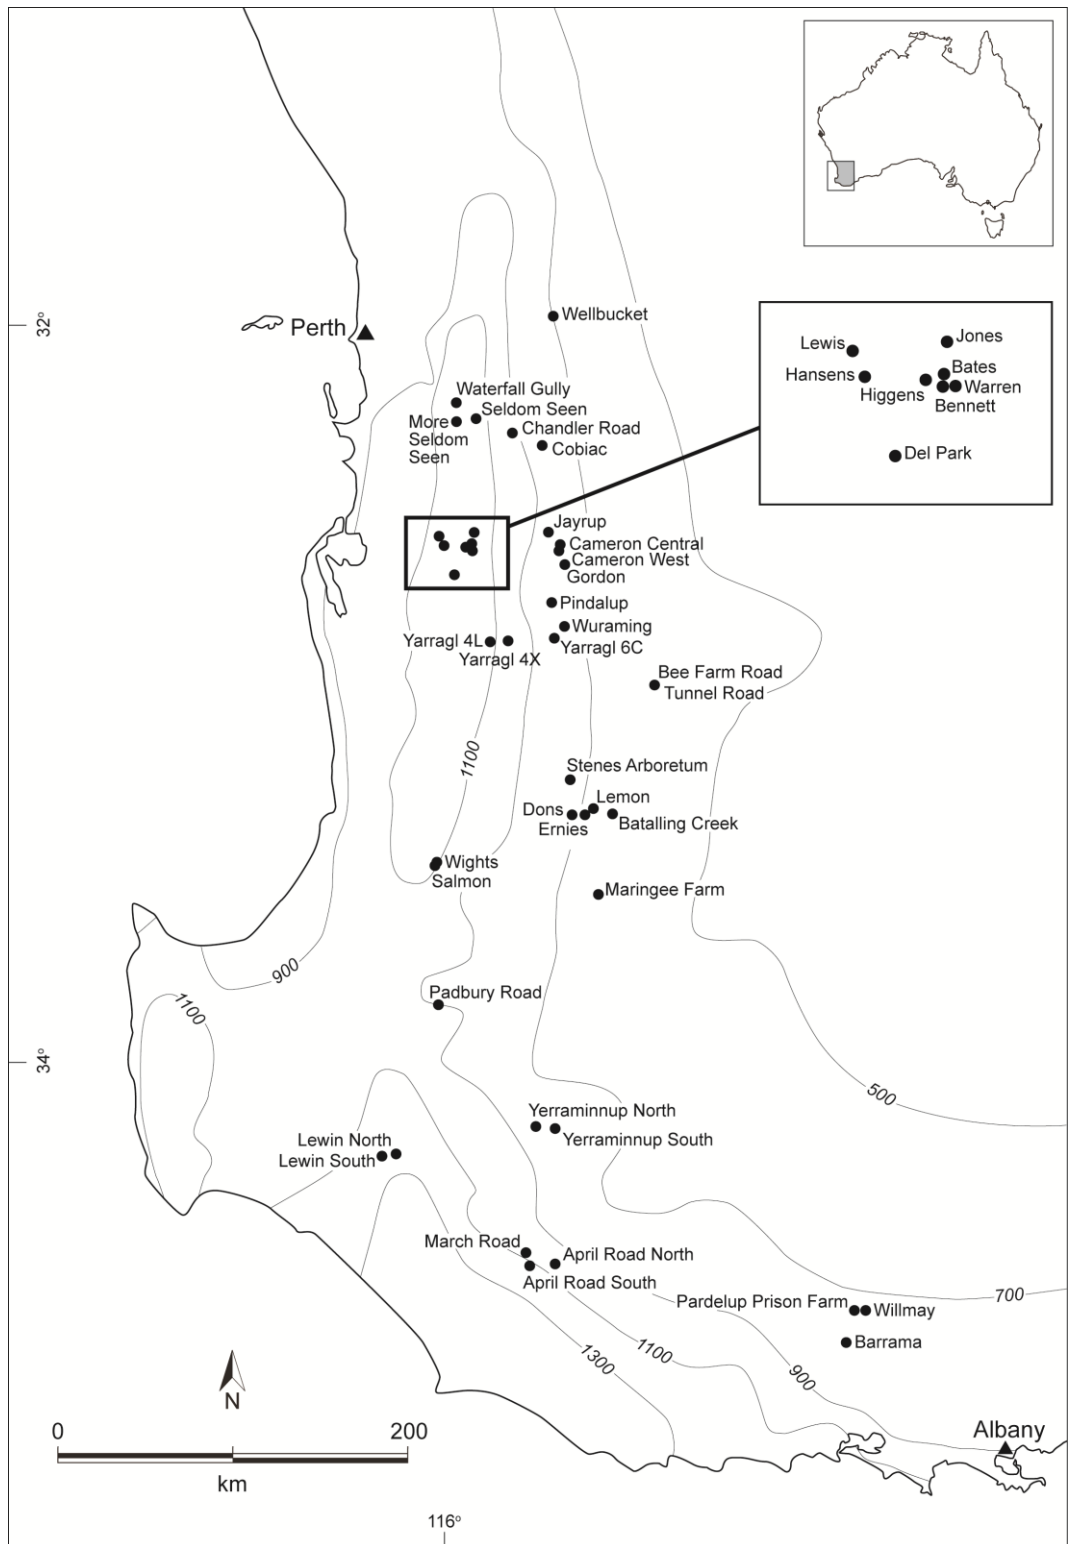 32°
Perth
Wellbucket
Lewis
Jones
Hansens
Bates
Higgens
Warren
Bennett
Del Park
Waterfall Gully
Seldom Seen
More
Seldom
Seen
Chandler Road
Cobiac
Jayrup
Cameron Central
Cameron West
Gordon
Pindalup
Wuraming
Yarragl 4L
Yarragl 4X
Yarragl 6C
Bee Farm Road
Tunnel Road
1100
Stenes Arboretum
Lemon
Dons
Ernies
Batalling Creek
Wights
Salmon
Maringee Farm
900
Padbury Road
1100
34°
500
Yerraminnup North
Yerraminnup South
Lewin North
Lewin South
March Road
April Road North
April Road South
Pardelup Prison Farm
Willmay
700
Barrama
1100
1300
900
N
0
200
km
Albany
116°